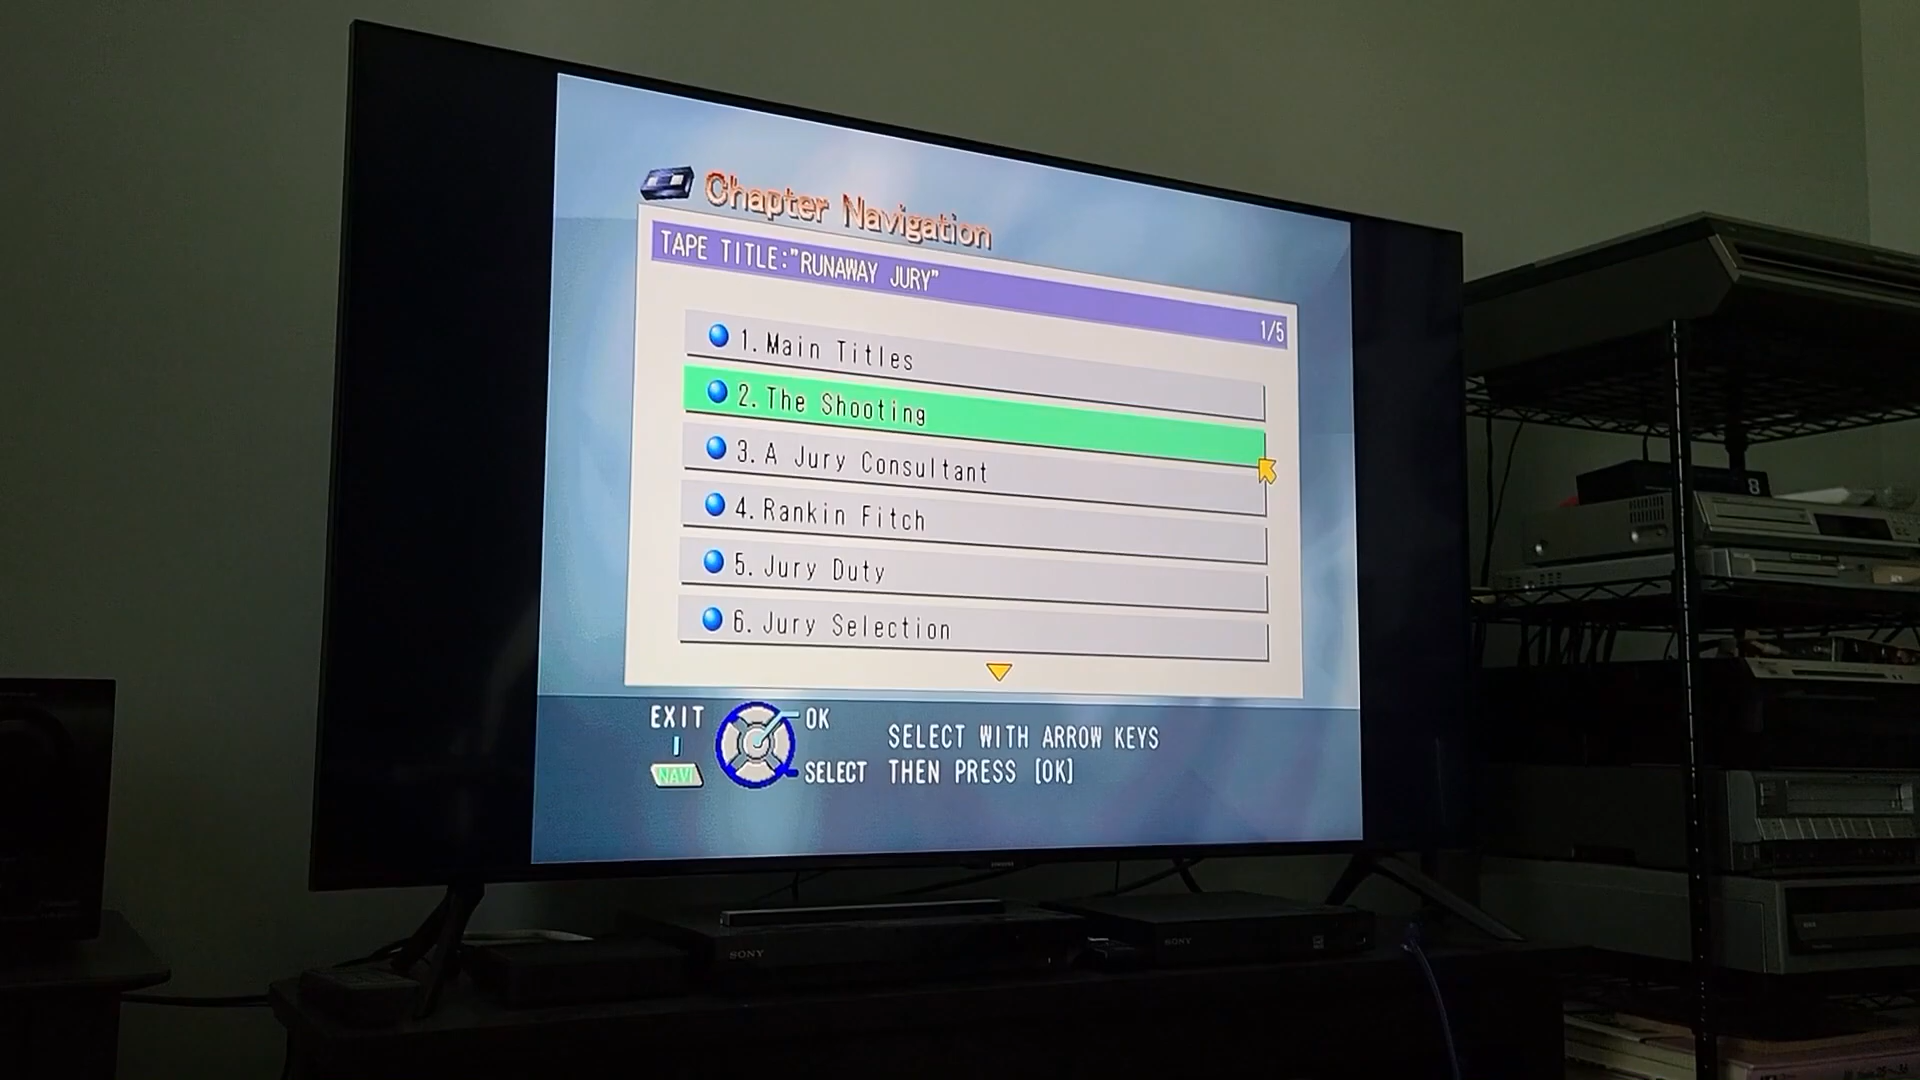 Chapter Navigation
TAPE TITLE:"RUNAWAY JURY"
1/5
1. Main Titles
2. The Shooting
3. A Jury Consultant
4. Rankin Fitch
5. Jury Duty
6. Jury Selection
EXIT
OK
NAVI
SELECT
SELECT WITH ARROW KEYS
THEN PRESS [OK]
SAMSUNG
SONY
SONY
8